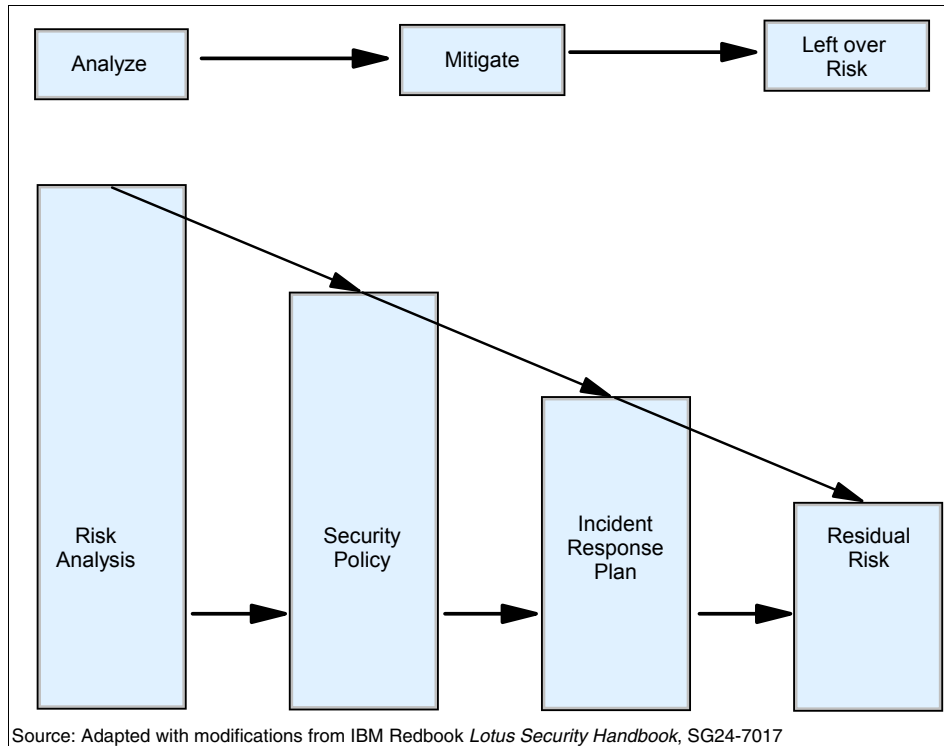 Analyze
Mitigate
Left over
Risk
Risk
Analysis
Security
Policy
Incident
Response
Plan
Residual
Risk
Source: Adapted with modifications from IBM Redbook Lotus Security Handbook, SG24-7017